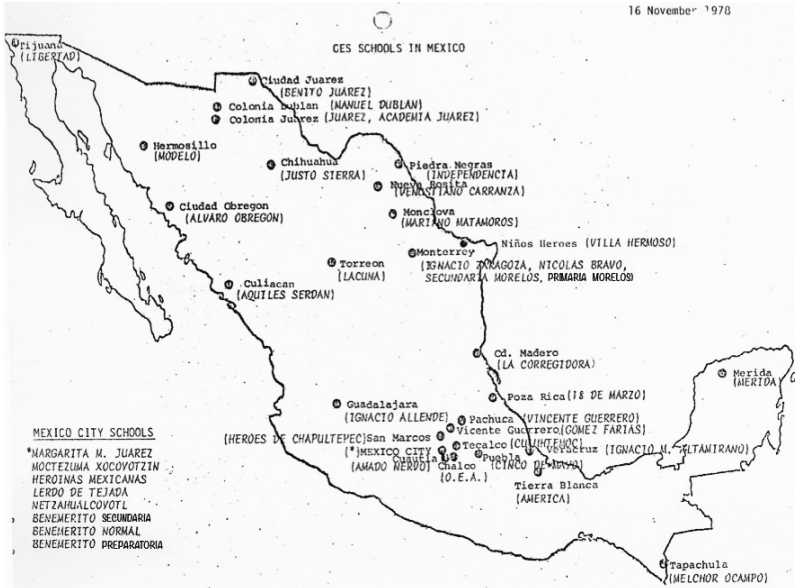 16 November 1978
CES SCHOOLS IN MEXICO
Tijuana
(LIBERTAD)
Ciudad Juarez
(BENITO JUAREZ)
Colonia Dublan (MANUEL DUBLAN)
Colonia Juarez (JUAREZ, ACADEMIA JUAREZ)
Hermosillo
(MODELO)
Chihuahua
(JUSTO SIERRA)
Piedra Negras
(INDEPENDENCIA)
Nueva Rosita
(VENUSTIANO CARRANZA)
Ciudad Obregon
(ALVARO OBREGON)
Monclova
(MARIANO MATAMOROS)
Niños Heroes (VILLA HERMOSO)
Monterrey
(IGNACIO ZARAGOZA, NICOLAS BRAVO,
SECUNDARIA MORELOS, PRIMARIA MORELOS)
Torreon
(LACUNA)
Culiacan
(AQUILES SERDAN)
Cd. Madero
(LA CORREGIDORA)
Merida
(MERIDA)
Poza Rica (18 DE MARZO)
Guadalajara
(IGNACIO ALLENDE)
Pachuca (VINCENTE GUERRERO)
Vicente Guerrero (GOMEZ FARIAS)
(HEROES DE CHAPULTEPEC) San Marcos
Tecalco (CUAUHTEMOC)
Veracruz (IGNACIO M. ALTAMIRANO)
(*) MEXICO CITY
Cuautla
(AMADO NERVO)
Chalco
(O.E.A.)
Puebla
(CINCO DE MAYO)
Tierra Blanca
(AMERICA)
Tapachula
(MELCHOR OCAMPO)
MEXICO CITY SCHOOLS
*MARGARITA M. JUAREZ
MOCTEZUMA XOCOYOTZIN
HEROINAS MEXICANAS
LERDO DE TEJADA
NETZAHUALCOYOTL
BENEMERITO SECUNDARIA
BENEMERITO NORMAL
BENEMERITO PREPARATORIA